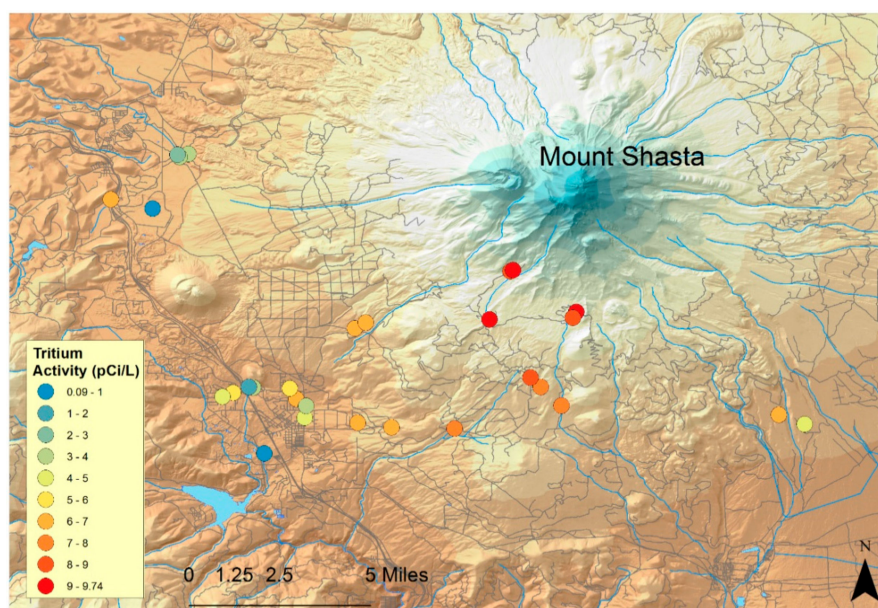 Mount Shasta
Tritium
Activity (pCi/L)
0.09 - 1
1 - 2
2 - 3
3 - 4
4 - 5
5 - 6
6 - 7
7 - 8
8 - 9
9 - 9.74
0 1.25 2.5 5 Miles
N